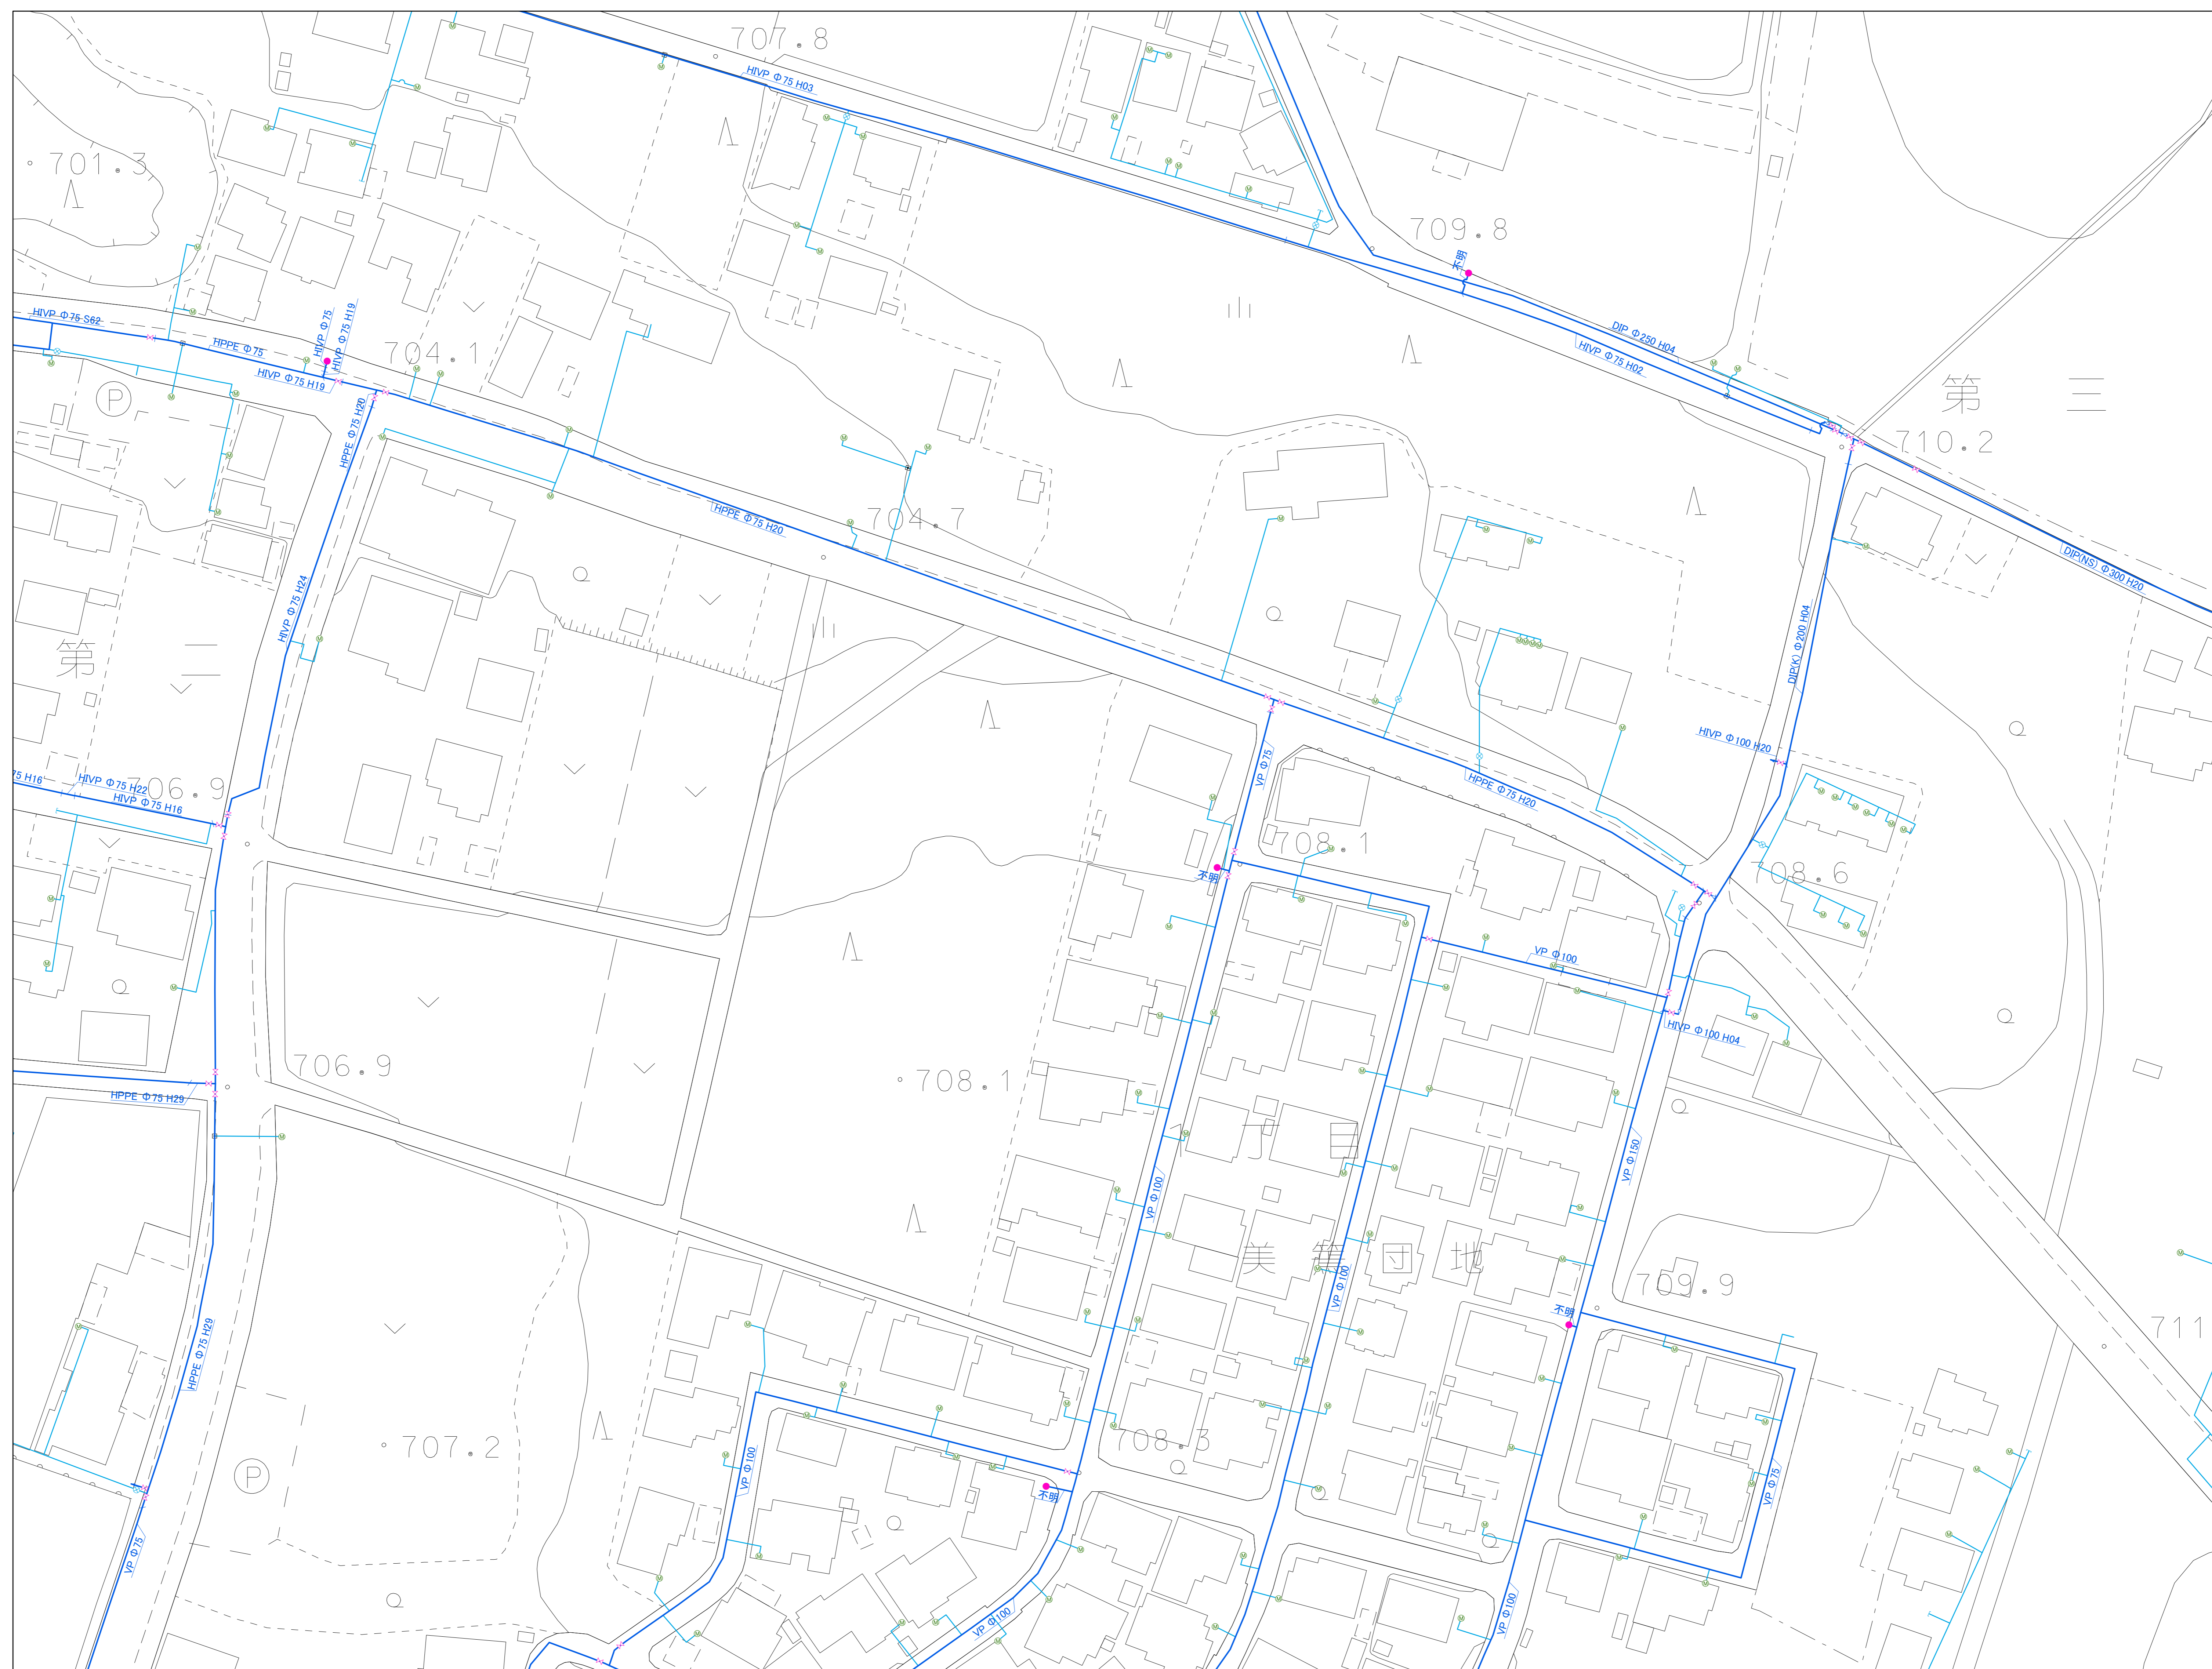 707.8
HIVP Φ75 H03
701.3
709.8
不明
HIVP Φ75 S62
HPPE Φ75
HIVP Φ75
HIVP Φ75 H19
704.1
HIVP Φ75 H19
DIP Φ250 H04
HIVP Φ75 H02
P
第 三
710.2
HPPE Φ75 H20
HPPE Φ75 H20
704.7
DIP(NS) Φ300 H20
HIVP Φ75 H24
第 二
DIP(K) Φ200 H04
HIVP Φ100 H20
VP Φ75
HPPE Φ75 H20
75 H16
HIVP Φ75 H22
706.9
HIVP Φ75 H16
708.1
708.6
不明
VP Φ100
HIVP Φ100 H04
706.9
708.1
HPPE Φ75 H29
丁 目
VP Φ150
VP Φ100
団 地
VP Φ100
709.9
不明
711
HPPE Φ75 H29
707.2
708.3
P
VP Φ100
不明
VP Φ75
VP Φ75
VP Φ100
VP Φ100